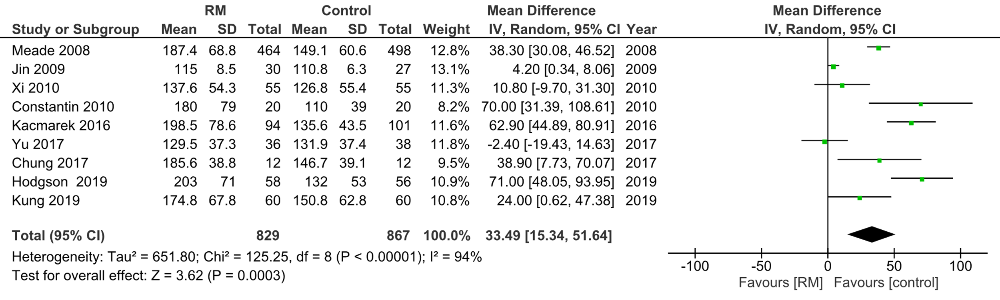 RM Control Mean Difference Mean Difference
Study or Subgroup Mean SD Total Mean SD Total Weight IV, Random, 95% CI Year IV, Random, 95% CI
Meade 2008 187.4 68.8 464 149.1 60.6 498 12.8% 38.30 [30.08, 46.52] 2008
Jin 2009 115 8.5 30 110.8 6.3 27 13.1% 4.20 [0.34, 8.06] 2009
Xi 2010 137.6 54.3 55 126.8 55.4 55 11.3% 10.80 [-9.70, 31.30] 2010
Constantin 2010 180 79 20 110 39 20 8.2% 70.00 [31.39, 108.61] 2010
Kacmarek 2016 198.5 78.6 94 135.6 43.5 101 11.6% 62.90 [44.89, 80.91] 2016
Yu 2017 129.5 37.3 36 131.9 37.4 38 11.8% -2.40 [-19.43, 14.63] 2017
Chung 2017 185.6 38.8 12 146.7 39.1 12 9.5% 38.90 [7.73, 70.07] 2017
Hodgson 2019 203 71 58 132 53 56 10.9% 71.00 [48.05, 93.95] 2019
Kung 2019 174.8 67.8 60 150.8 62.8 60 10.8% 24.00 [0.62, 47.38] 2019
Total (95% CI) 829 867 100.0% 33.49 [15.34, 51.64]
Heterogeneity: Tau² = 651.80; Chi² = 125.25, df = 8 (P < 0.00001); I² = 94%
Test for overall effect: Z = 3.62 (P = 0.0003)
-100 -50 0 50 100
Favours [RM] Favours [control]